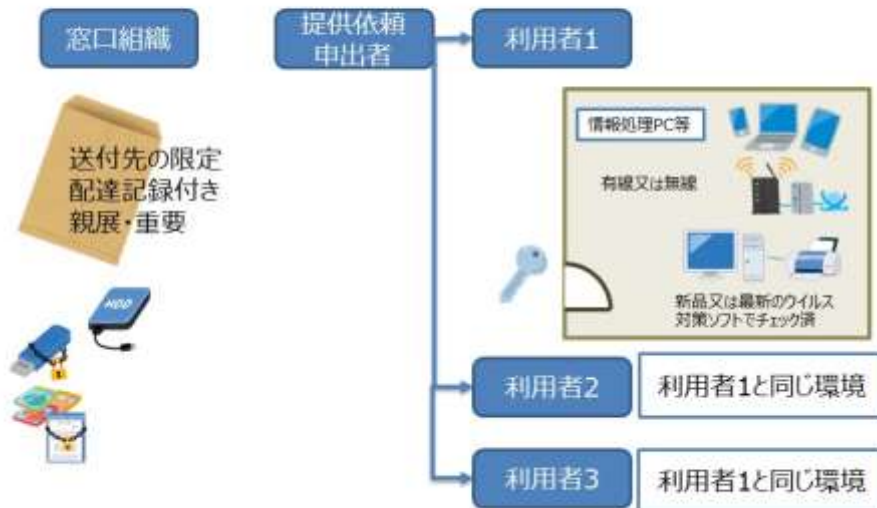 窓口組織
提供依頼
申出者
利用者1
送付先の限定
配達記録付き
親展・重要
HDD
情報処理PC等
有線又は無線
新品又は最新のウイルス
対策ソフトでチェック済
利用者2
利用者1と同じ環境
利用者3
利用者1と同じ環境